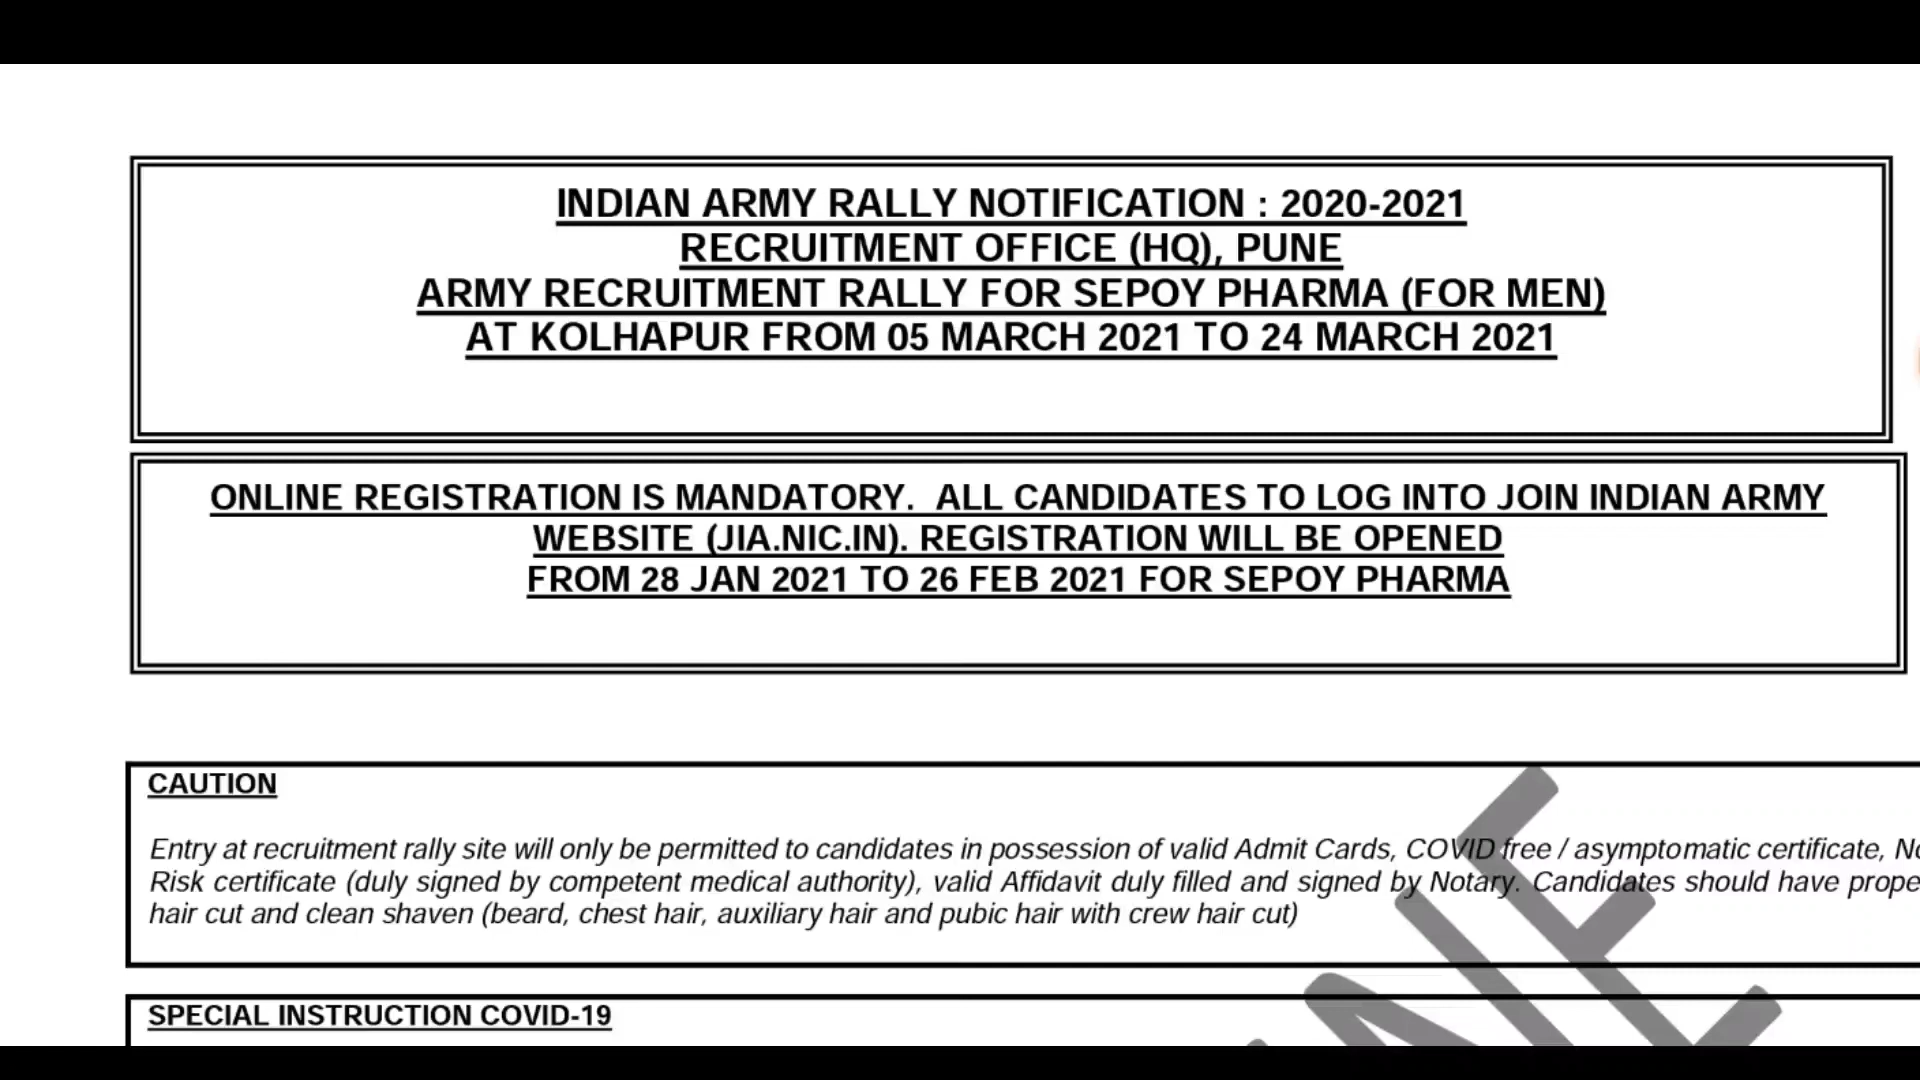 INDIAN ARMY RALLY NOTIFICATION : 2020-2021
RECRUITMENT OFFICE (HQ), PUNE
ARMY RECRUITMENT RALLY FOR SEPOY PHARMA (FOR MEN)
AT KOLHAPUR FROM 05 MARCH 2021 TO 24 MARCH 2021
ONLINE REGISTRATION IS MANDATORY. ALL CANDIDATES TO LOG INTO JOIN INDIAN ARMY
WEBSITE (JIA.NIC.IN). REGISTRATION WILL BE OPENED
FROM 28 JAN 2021 TO 26 FEB 2021 FOR SEPOY PHARMA
CAUTION
Entry at recruitment rally site will only be permitted to candidates in possession of valid Admit Cards, COVID free / asymptomatic certificate,
Risk certificate (duly signed by competent medical authority), valid Affidavit duly filled and signed by Notary. Candidates should have
hair cut and clean shaven (beard, chest hair, auxiliary hair and pubic hair with crew hair cut)
SPECIAL INSTRUCTION COVID-19